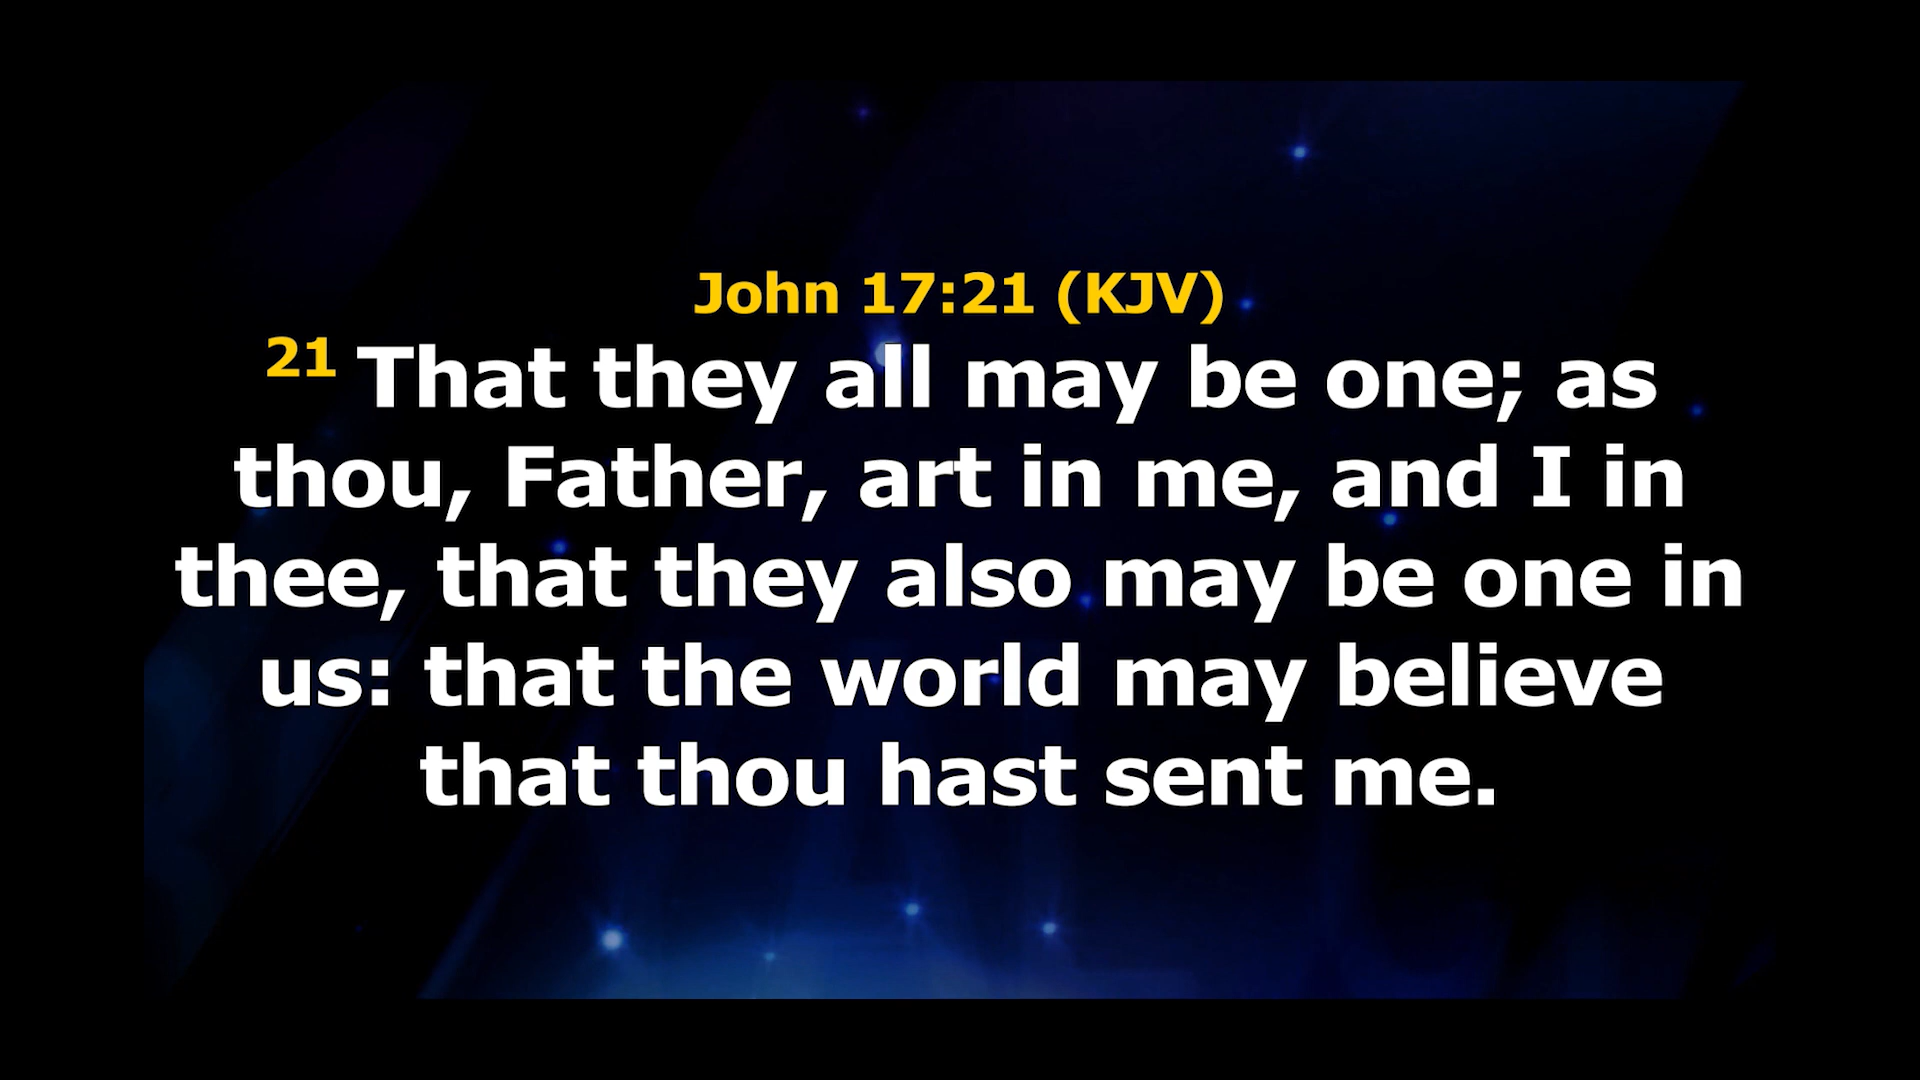 John 17:21 (KJV)
21 That they all may be one; as
thou, Father, art in me, and I in
thee, that they also may be one in
us: that the world may believe
that thou hast sent me.